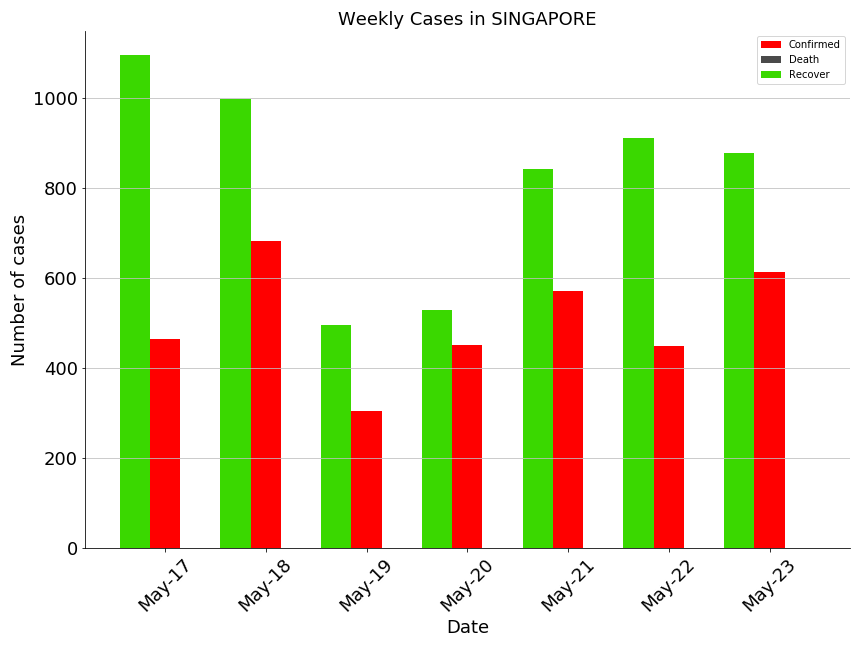 Weekly Cases in SINGAPORE
Confirmed
Death
Recover
Number of cases
1000
800
600
400
200
0
May-17
May-18
May-19
May-20
May-21
May-22
May-23
Date